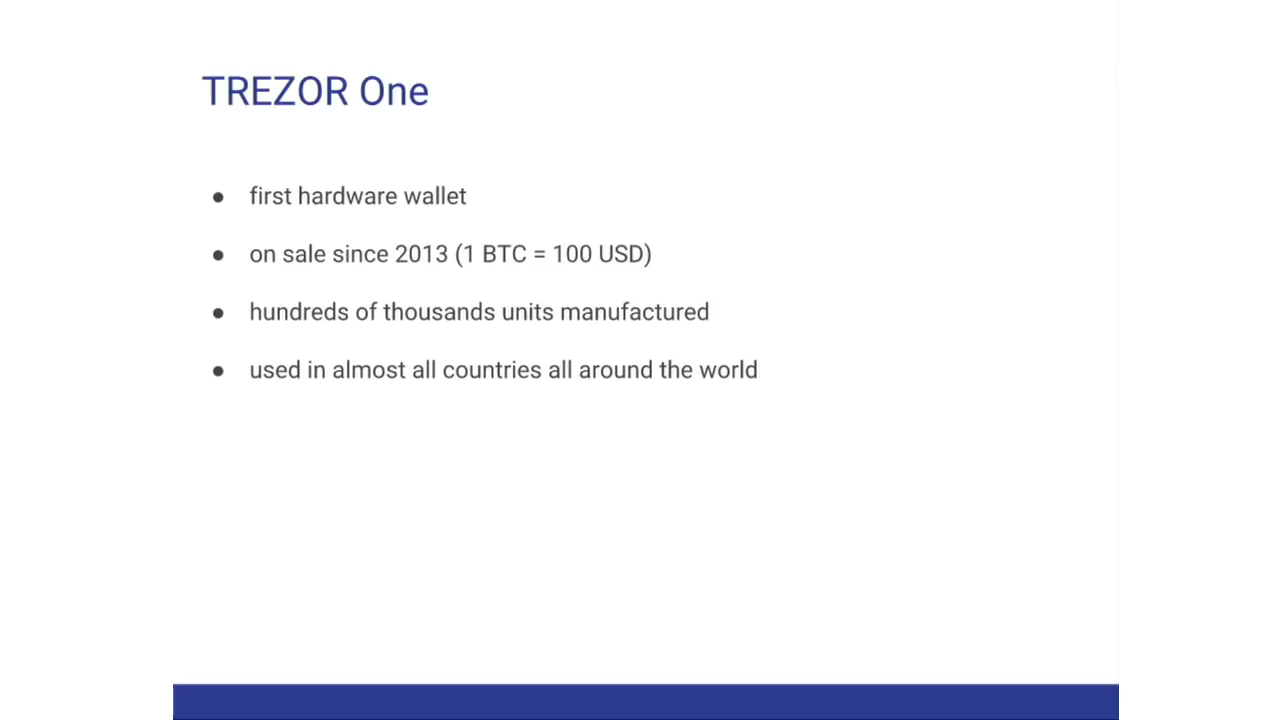 TREZOR One
● first hardware wallet
● on sale since 2013 (1 BTC = 100 USD)
● hundreds of thousands units manufactured
● used in almost all countries all around the world